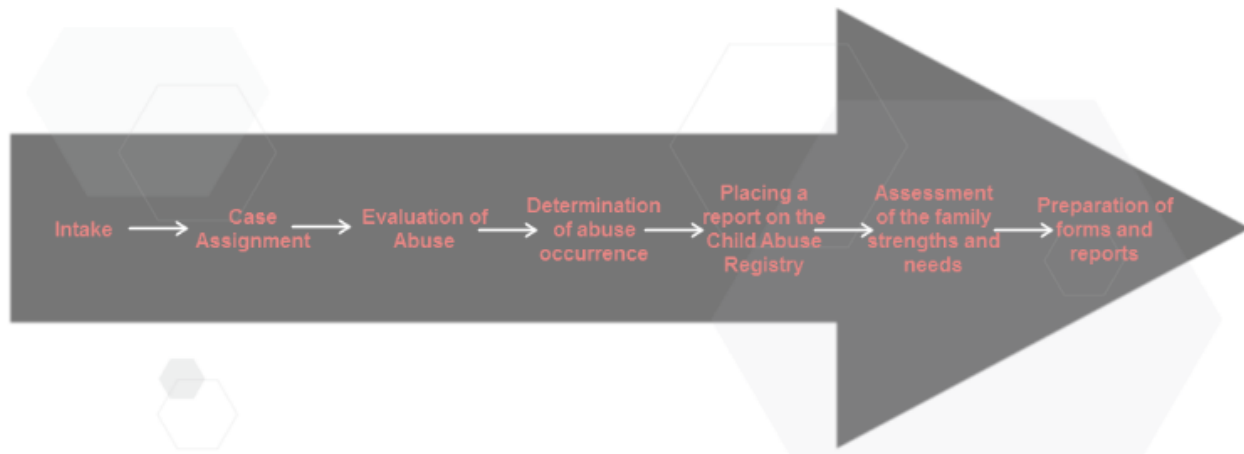 Intake
Case
Assignment
Evaluation of
Abuse
Determination
of abuse
occurrence
Placing a
report on the
Child Abuse
Registry
Assessment
of the family
strengths and
needs
Preparation of
forms and
reports